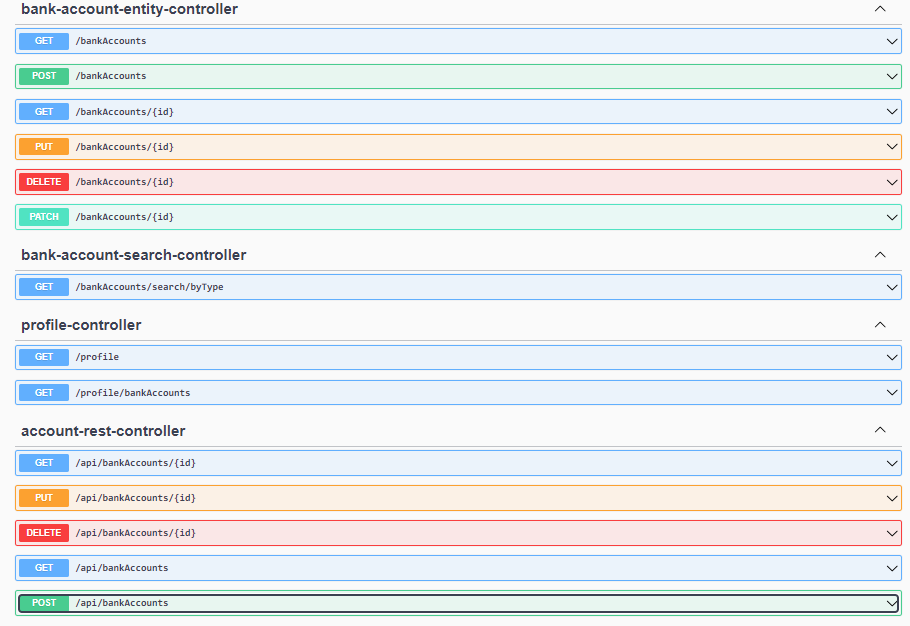 bank-account-entity-controller
GET /bankAccounts
POST /bankAccounts
GET /bankAccounts/{id}
PUT /bankAccounts/{id}
DELETE /bankAccounts/{id}
PATCH /bankAccounts/{id}
bank-account-search-controller
GET /bankAccounts/search/byType
profile-controller
GET /profile
GET /profile/bankAccounts
account-rest-controller
GET /api/bankAccounts/{id}
PUT /api/bankAccounts/{id}
DELETE /api/bankAccounts/{id}
GET /api/bankAccounts
POST /api/bankAccounts